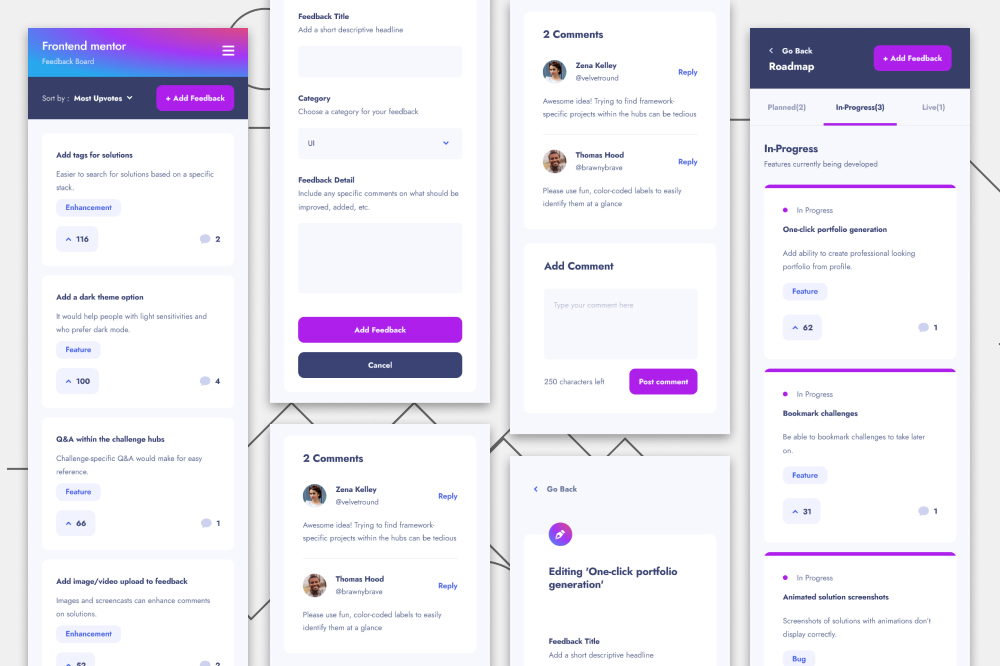 Frontend mentor
Feedback Board
Sort by : Most Upvotes
+ Add Feedback
Add tags for solutions
Easier to search for solutions based on a specific
stack.
Enhancement
116
2
Add a dark theme option
It would help people with light sensitivities and
who prefer dark mode.
Feature
100
4
Q&A within the challenge hubs
Challenge-specific Q&A would make for easy
reference.
Feature
66
1
Add image/video upload to feedback
Images and screencasts can enhance comments
on solutions.
Enhancement
52
2
Feedback Title
Add a short descriptive headline
Category
Choose a category for your feedback
UI
Feedback Detail
Include any specific comments on what should be
improved, added, etc.
Add Feedback
Cancel
2 Comments
Zena Kelley
@velvetround
Reply
Awesome idea! Trying to find framework-
specific projects within the hubs can be tedious
Thomas Hood
@brawnybrave
Reply
Please use fun, color-coded labels to easily
identify them at a glance
2 Comments
Zena Kelley
@velvetround
Reply
Awesome idea! Trying to find framework-
specific projects within the hubs can be tedious
Thomas Hood
@brawnybrave
Reply
Please use fun, color-coded labels to easily
identify them at a glance
Add Comment
Type your comment here
250 characters left
Post comment
Go Back
Editing 'One-click portfolio
generation'
Feedback Title
Add a short descriptive headline
Go Back
Roadmap
+ Add Feedback
Planned(2)
In-Progress(3)
Live(1)
In-Progress
Features currently being developed
In Progress
One-click portfolio generation
Add ability to create professional looking
portfolio from profile.
Feature
62
1
In Progress
Bookmark challenges
Be able to bookmark challenges to take later
on.
Feature
31
1
In Progress
Animated solution screenshots
Screenshots of solutions with animations don't
display correctly.
Bug